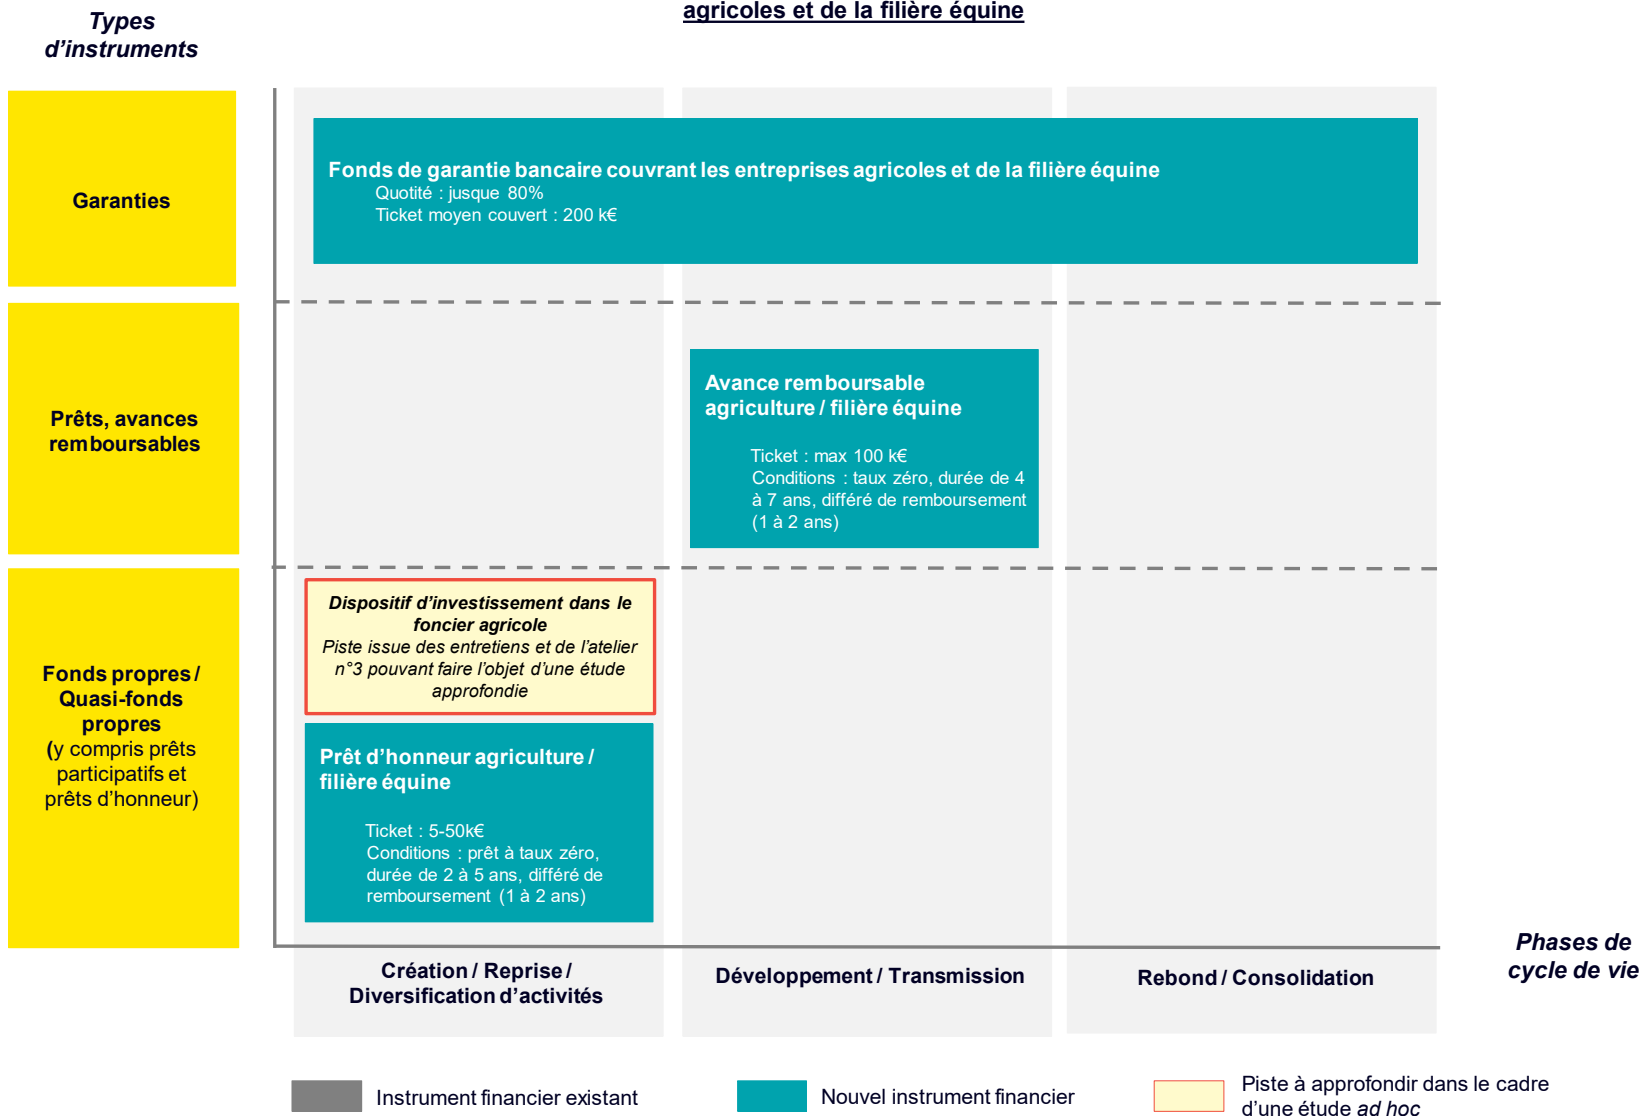 agricoles et de la filière équine
Types
d’instruments
Garanties
Fonds de garantie bancaire couvrant les entreprises agricoles et de la filière équine
Quotité : jusque 80%
Ticket moyen couvert : 200 k€
Prêts, avances
remboursables
Avance remboursable
agriculture / filière équine
Ticket : max 100 k€
Conditions : taux zéro, durée de 4
à 7 ans, différé de remboursement
(1 à 2 ans)
Fonds propres /
Quasi-fonds
propres
(y compris prêts
participatifs et
prêts d’honneur)
Dispositif d’investissement dans le
foncier agricole
Piste issue des entretiens et de l’atelier
n°3 pouvant faire l’objet d’une étude
approfondie
Prêt d’honneur agriculture /
filière équine
Ticket : 5-50k€
Conditions : prêt à taux zéro,
durée de 2 à 5 ans, différé de
remboursement (1 à 2 ans)
Création / Reprise /
Diversification d’activités
Développement / Transmission
Rebond / Consolidation
Phases de
cycle de vie
Instrument financier existant
Nouvel instrument financier
Piste à approfondir dans le cadre
d’une étude ad hoc